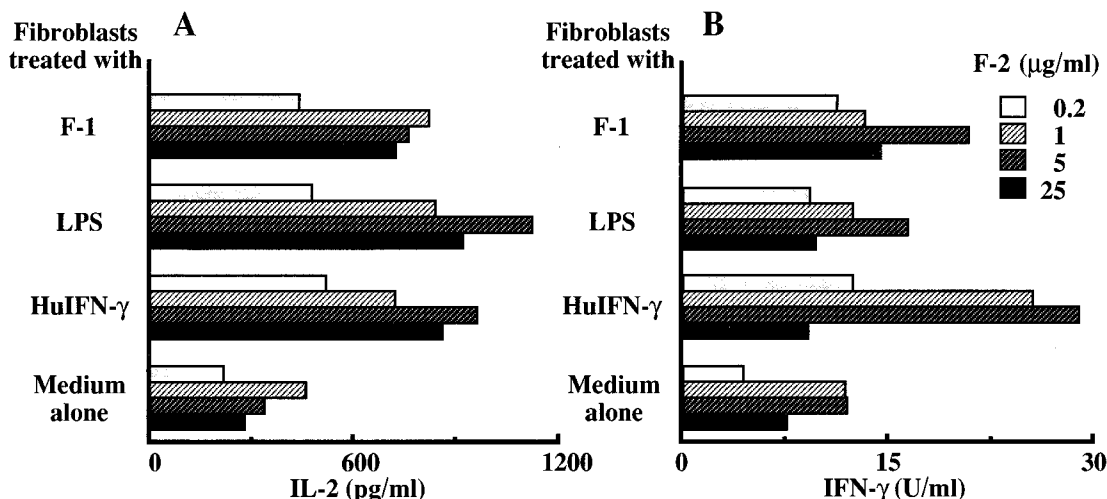 Fibroblasts
treated with
A
F-1
LPS
HuIFN-γ
Medium
alone
0
600
1200
IL-2 (pg/ml)
Fibroblasts
treated with
B
F-1
LPS
HuIFN-γ
Medium
alone
0
15
30
IFN-γ (U/ml)
F-2 (μg/ml)
0.2
1
5
25